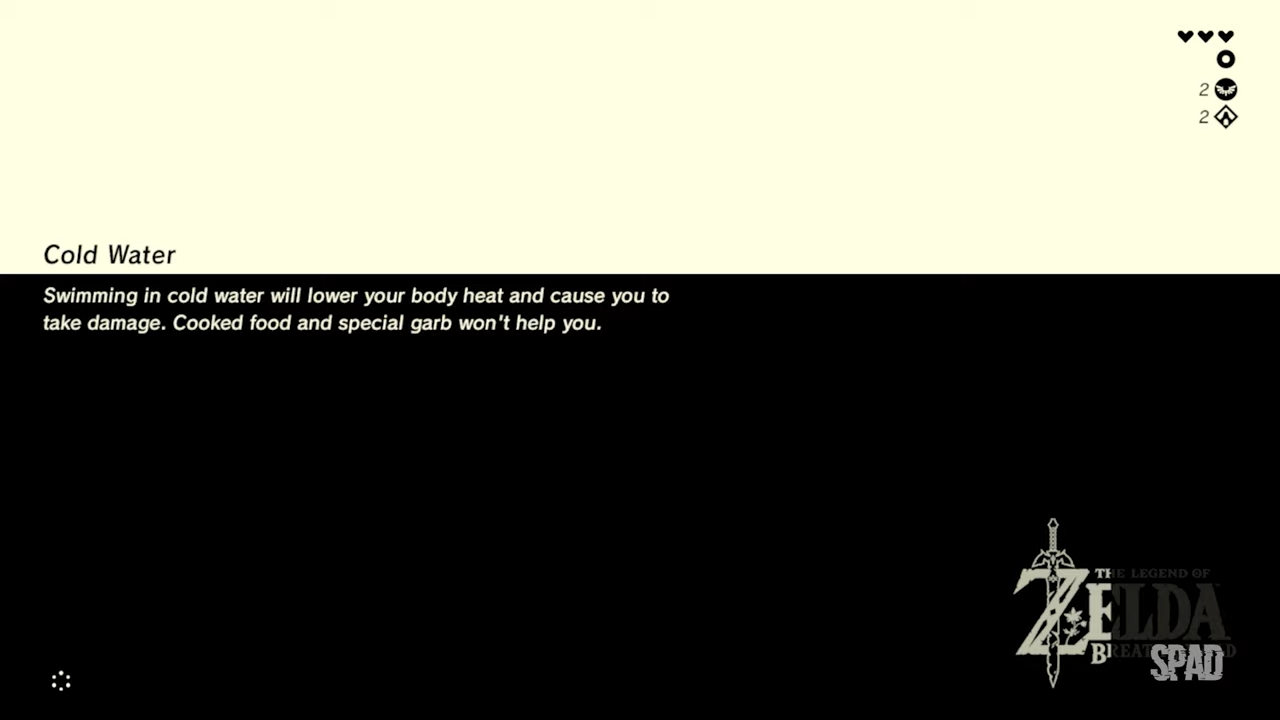 2
2
Cold Water
Swimming in cold water will lower your body heat and cause you to
take damage. Cooked food and special garb won't help you.
THE LEGEND OF
ZELDA
SPAD